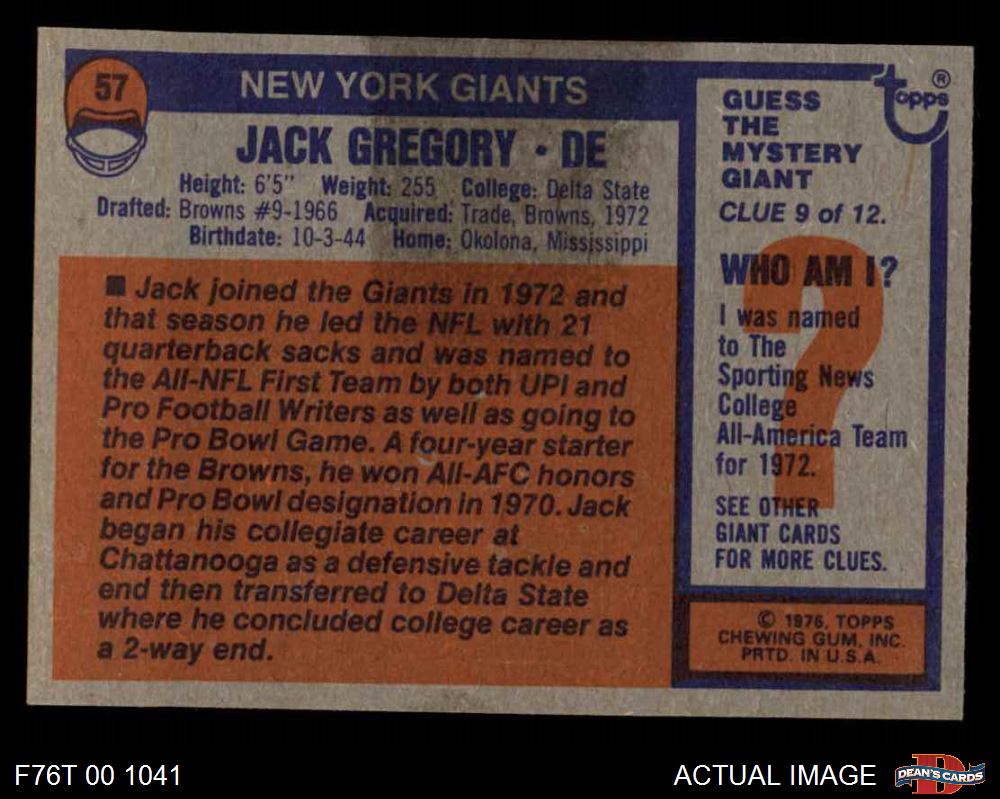 57
NEW YORK GIANTS
JACK GREGORY • DE
Height: 6'5" Weight: 255 College: Delta State
Drafted: Browns #9-1966 Acquired: Trade, Browns, 1972
Birthdate: 10-3-44 Home: Okolona, Mississippi
■ Jack joined the Giants in 1972 and
that season he led the NFL with 21
quarterback sacks and was named to
the All-NFL First Team by both UPI and
Pro Football Writers as well as going to
the Pro Bowl Game. A four-year starter
for the Browns, he won All-AFC honors
and Pro Bowl designation in 1970. Jack
began his collegiate career at
Chattanooga as a defensive tackle and
end then transferred to Delta State
where he concluded college career as
a 2-way end.
topps ®
GUESS
THE
MYSTERY
GIANT
CLUE 9 of 12.
WHO AM I?
?
I was named
to The
Sporting News
College
All-America Team
for 1972.
SEE OTHER
GIANT CARDS
FOR MORE CLUES.
© 1976, TOPPS
CHEWING GUM, INC.
PRTD. IN U.S.A.
F76T 00 1041
ACTUAL IMAGE
D
DEAN'S CARDS